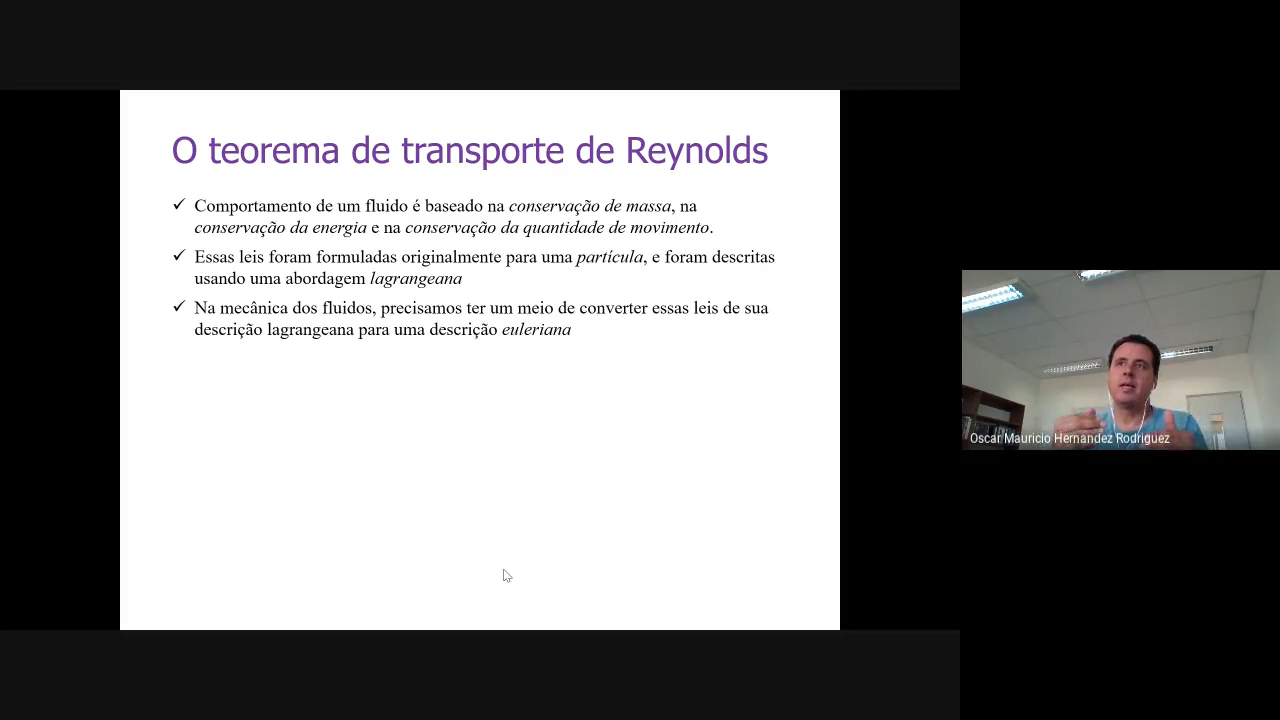 O teorema de transporte de Reynolds
✓ Comportamento de um fluido é baseado na conservação de massa, na
conservação da energia e na conservação da quantidade de movimento.
✓ Essas leis foram formuladas originalmente para uma partícula, e foram descritas
usando uma abordagem lagrangeana
✓ Na mecânica dos fluidos, precisamos ter um meio de converter essas leis de sua
descrição lagrangeana para uma descrição euleriana
Oscar Mauricio Hernandez Rodriguez